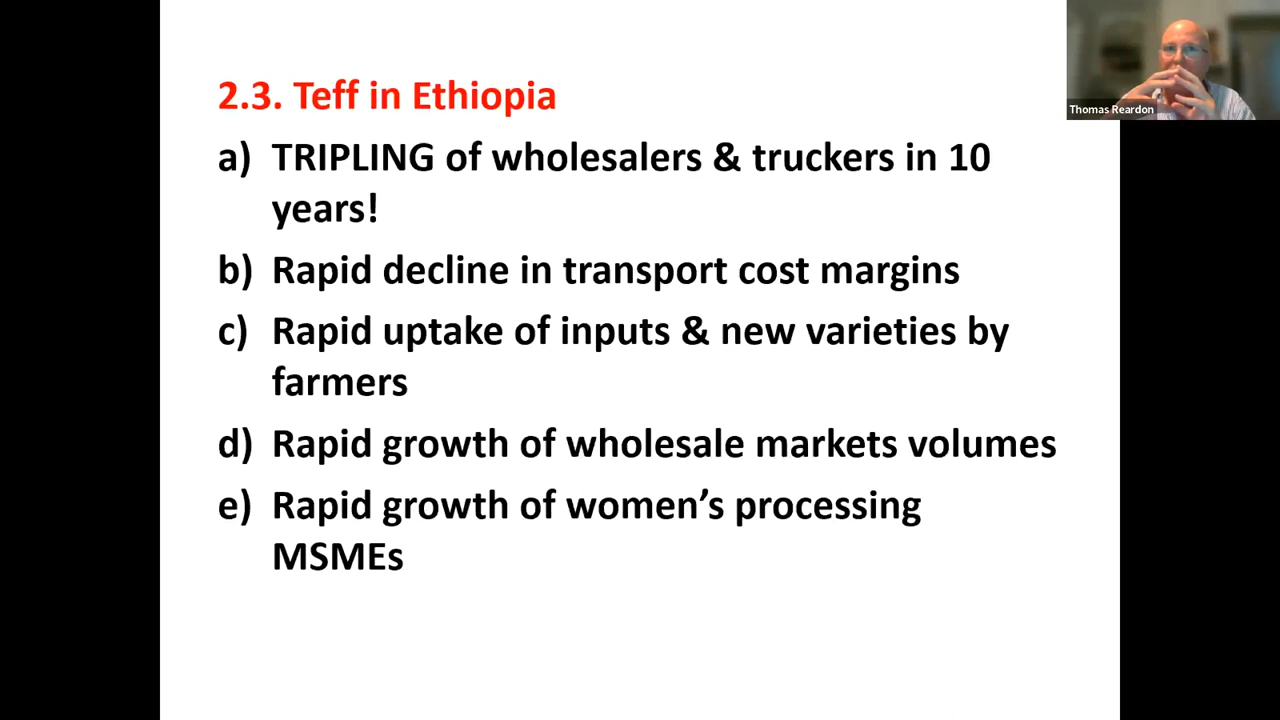 Thomas Reardon
2.3. Teff in Ethiopia
a) TRIPLING of wholesalers & truckers in 10
years!
b) Rapid decline in transport cost margins
c) Rapid uptake of inputs & new varieties by
farmers
d) Rapid growth of wholesale markets volumes
e) Rapid growth of women’s processing
MSMEs